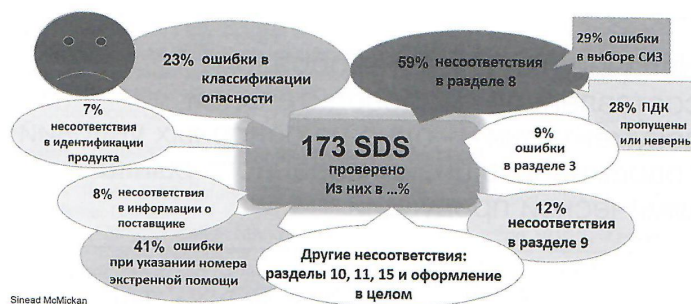 23% ошибки в
классификации
опасности
59% несоответствия
в разделе 8
29% ошибки
в выборе СИЗ
28% ПДК
пропущены
или неверны
7%
несоответствия
в идентификации
продукта
173 SDS
проверено
Из них в ...%
9%
ошибки
в разделе 3
8% несоответствия
в информации о
поставщике
12%
несоответствия
в разделе 9
41% ошибки
при указании номера
экстренной помощи
Другие несоответствия:
разделы 10, 11, 15 и оформление
в целом
Sinead McMickan